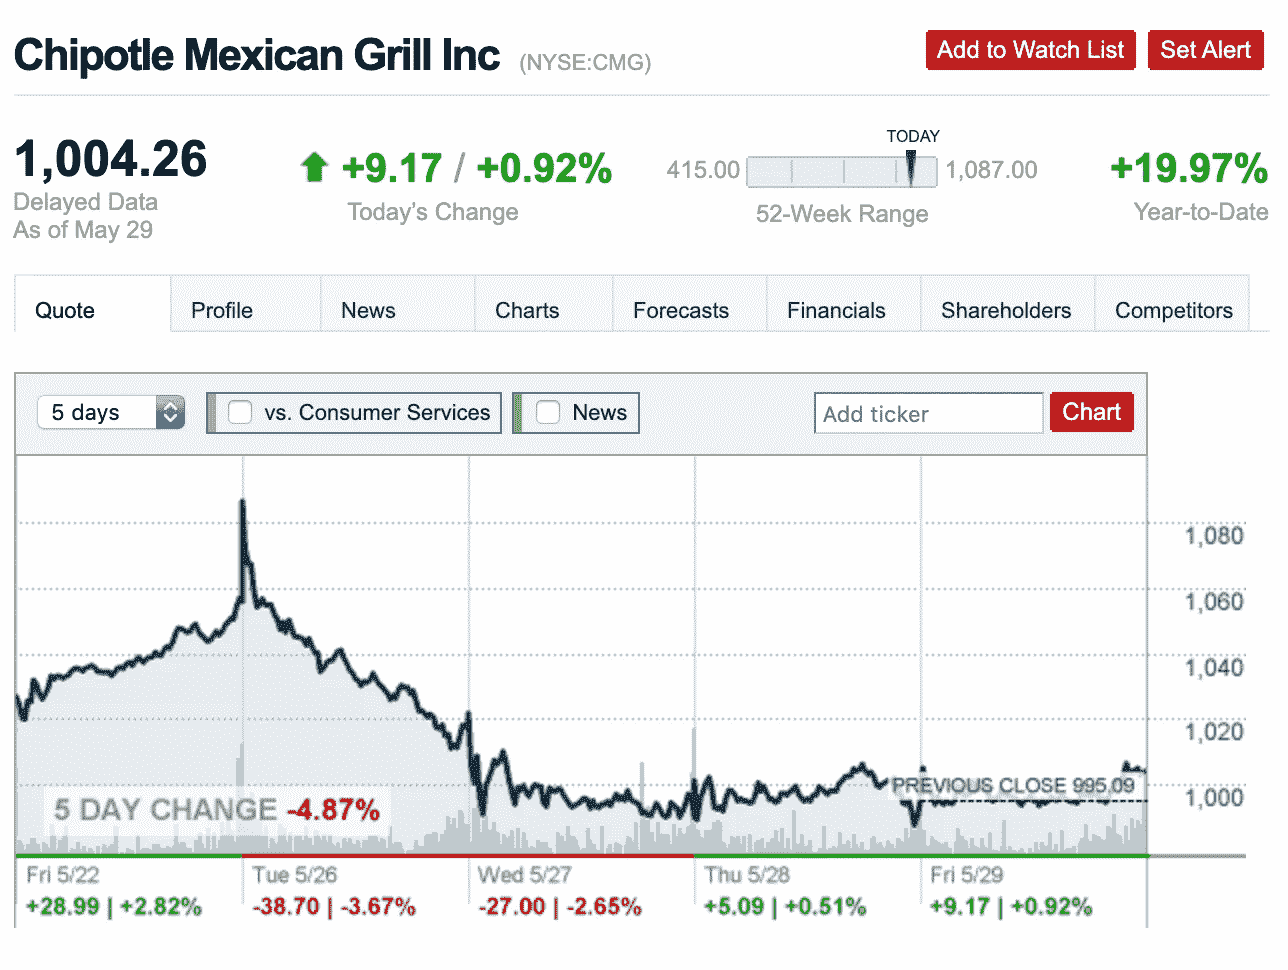 Chipotle Mexican Grill Inc (NYSE:CMG)
Add to Watch List
Set Alert
1,004.26
Delayed Data
As of May 29
+9.17 / +0.92%
Today's Change
TODAY
415.00
1,087.00
52-Week Range
+19.97%
Year-to-Date
Quote
Profile
News
Charts
Forecasts
Financials
Shareholders
Competitors
5 days
vs. Consumer Services
News
Add ticker
Chart
1,080
1,060
1,040
1,020
1,000
PREVIOUS CLOSE 995.09
5 DAY CHANGE -4.87%
Fri 5/22
+28.99 | +2.82%
Tue 5/26
-38.70 | -3.67%
Wed 5/27
-27.00 | -2.65%
Thu 5/28
+5.09 | +0.51%
Fri 5/29
+9.17 | +0.92%